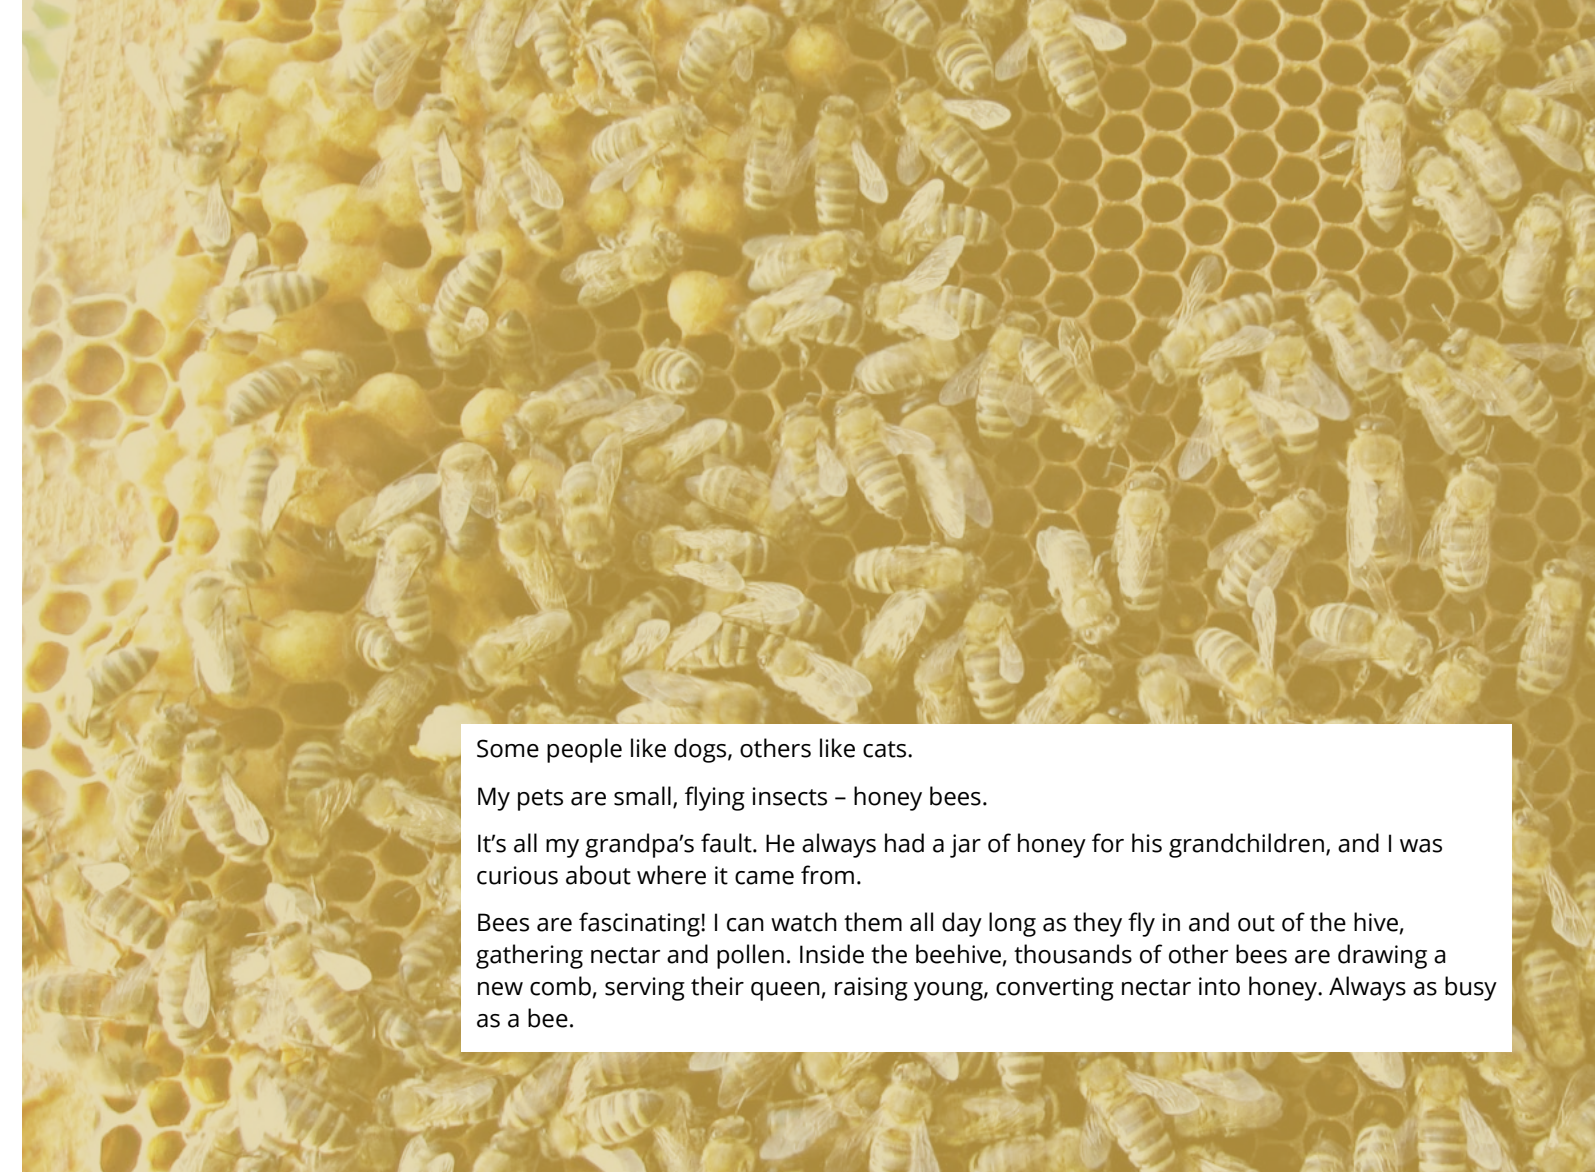 Some people like dogs, others like cats.
My pets are small, flying insects – honey bees.
It’s all my grandpa’s fault. He always had a jar of honey for his grandchildren, and I was
curious about where it came from.
Bees are fascinating! I can watch them all day long as they fly in and out of the hive,
gathering nectar and pollen. Inside the beehive, thousands of other bees are drawing a
new comb, serving their queen, raising young, converting nectar into honey. Always as busy
as a bee.